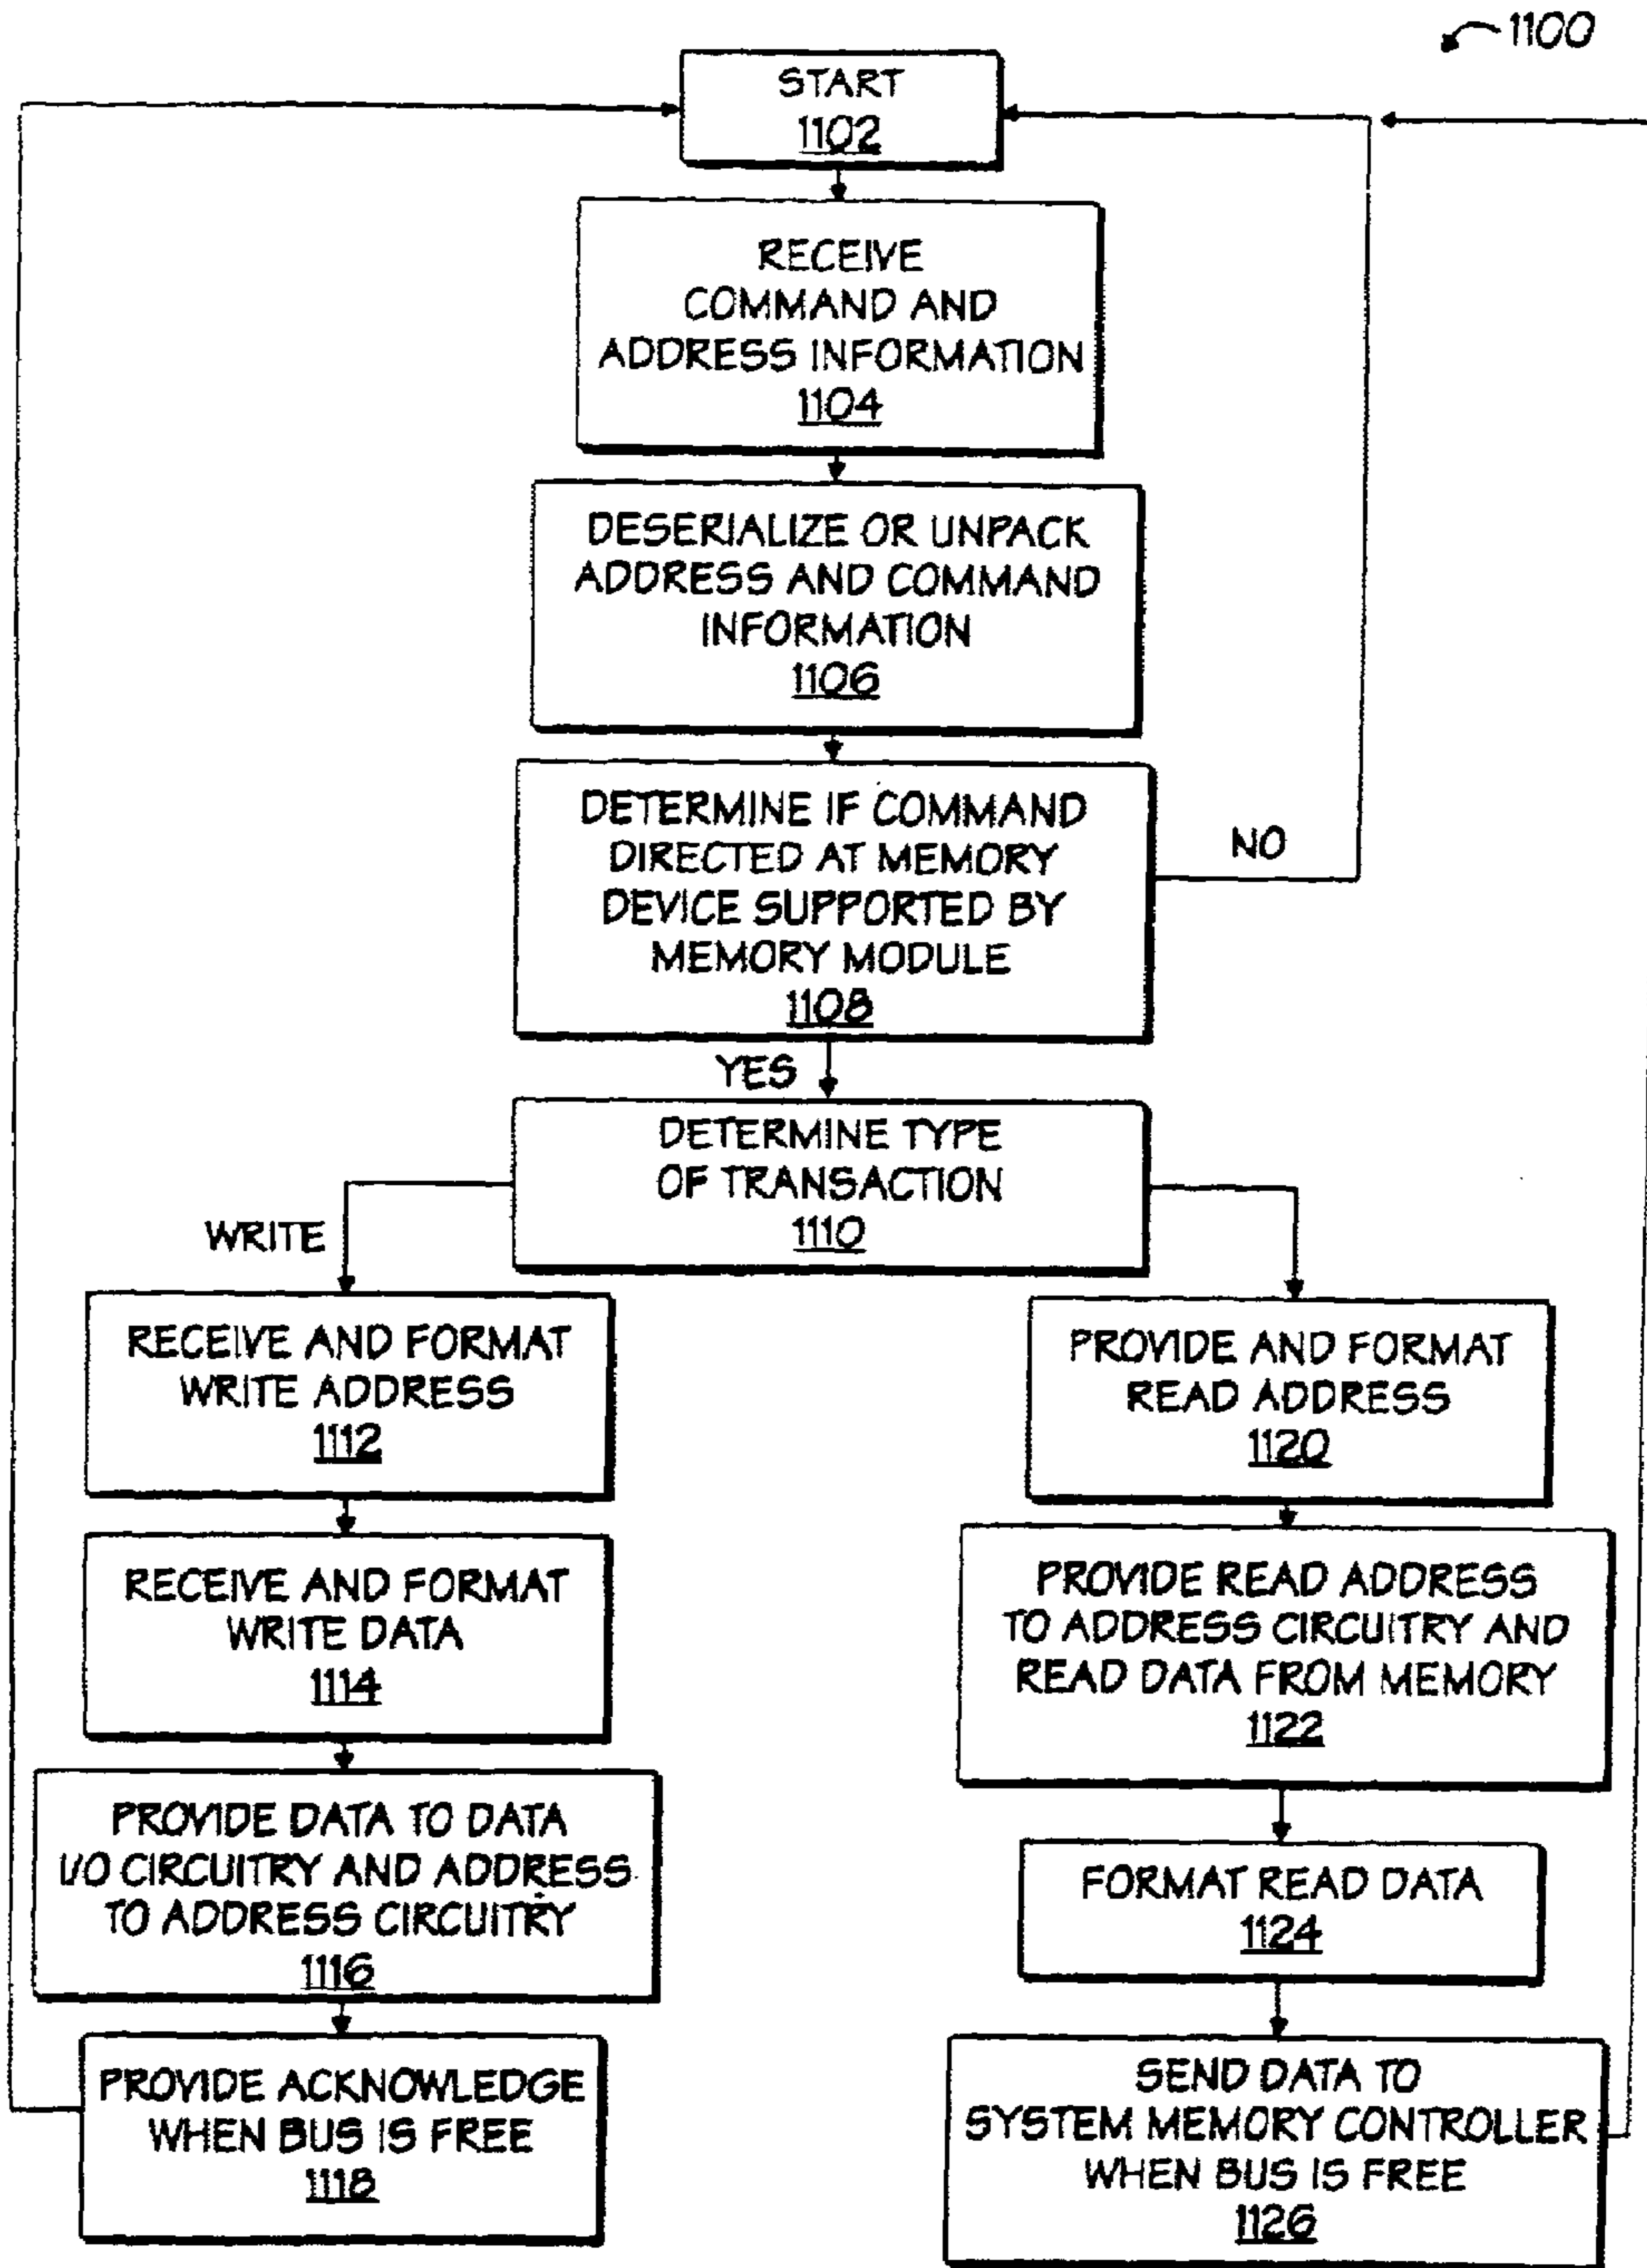 1100
START
1102
RECEIVE
COMMAND AND
ADDRESS INFORMATION
1104
DESERIALIZE OR UNPACK
ADDRESS AND COMMAND
INFORMATION
1106
DETERMINE IF COMMAND
DIRECTED AT MEMORY
DEVICE SUPPORTED BY
MEMORY MODULE
1108
NO
YES
DETERMINE TYPE
OF TRANSACTION
1110
WRITE
RECEIVE AND FORMAT
WRITE ADDRESS
1112
RECEIVE AND FORMAT
WRITE DATA
1114
PROVIDE DATA TO DATA
I/O CIRCUITRY AND ADDRESS
TO ADDRESS CIRCUITRY
1116
PROVIDE ACKNOWLEDGE
WHEN BUS IS FREE
1118
PROVIDE AND FORMAT
READ ADDRESS
1120
PROVIDE READ ADDRESS
TO ADDRESS CIRCUITRY AND
READ DATA FROM MEMORY
1122
FORMAT READ DATA
1124
SEND DATA TO
SYSTEM MEMORY CONTROLLER
WHEN BUS IS FREE
1126